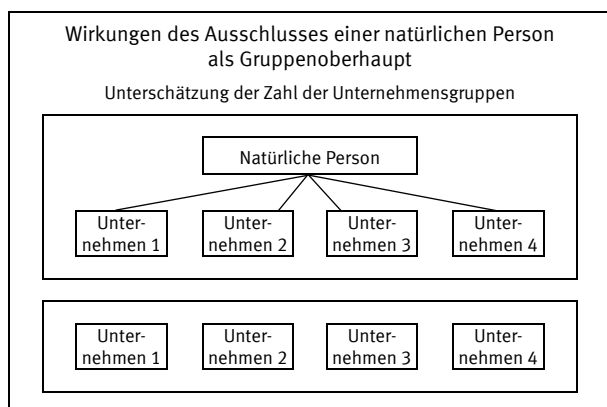 Wirkungen des Ausschlusses einer natürlichen Person
als Gruppenoberhaupt
Unterschätzung der Zahl der Unternehmensgruppen
Natürliche Person
Unter-
nehmen 1
Unter-
nehmen 2
Unter-
nehmen 3
Unter-
nehmen 4
Unter-
nehmen 1
Unter-
nehmen 2
Unter-
nehmen 3
Unter-
nehmen 4